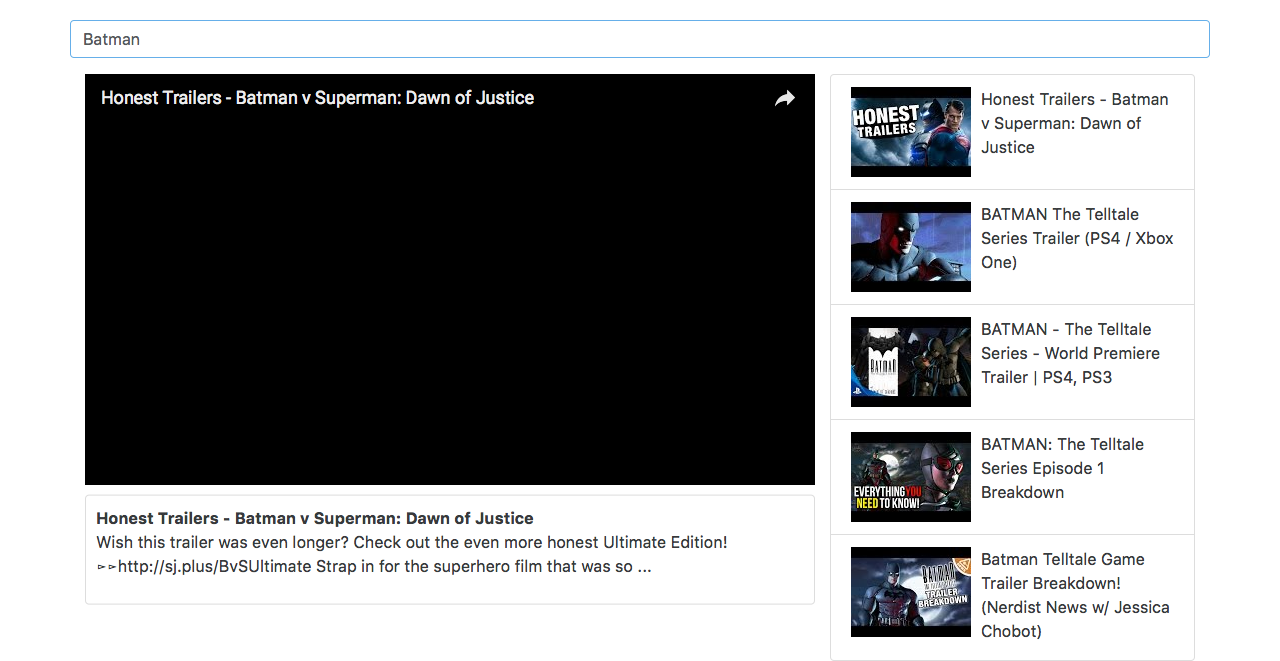 Batman
Honest Trailers - Batman v Superman: Dawn of Justice
Honest Trailers - Batman v Superman: Dawn of Justice
Wish this trailer was even longer? Check out the even more honest Ultimate Edition!
►►http://sj.plus/BvSUltimate Strap in for the superhero film that was so ...
HONEST
TRAILERS
Honest Trailers - Batman
v Superman: Dawn of
Justice
BATMAN The Telltale
Series Trailer (PS4 / Xbox
One)
BATMAN
BATMAN - The Telltale
Series - World Premiere
Trailer | PS4, PS3
EVERYTHING YOU
NEED TO KNOW!
BATMAN: The Telltale
Series Episode 1
Breakdown
BATMAN
TRAILER
BREAKDOWN
Batman Telltale Game
Trailer Breakdown!
(Nerdist News w/ Jessica
Chobot)